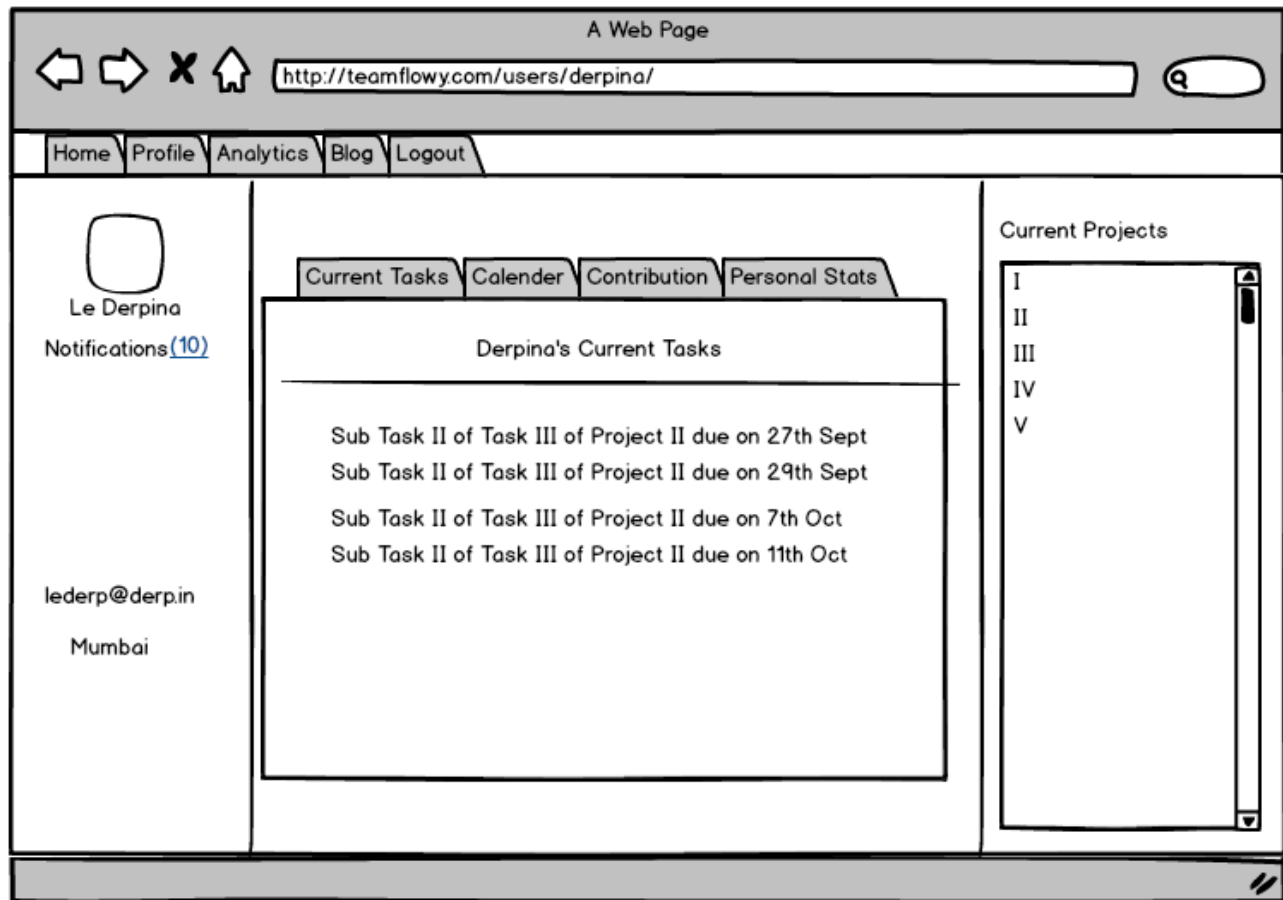 A Web Page
http://teamflowy.com/users/derpina/
Home Profile Analytics Blog Logout
Le Derpina
Notifications(10)
lederp@derp.in
Mumbai
Current Tasks Calender Contribution Personal Stats
Derpina's Current Tasks
Sub Task II of Task III of Project II due on 27th Sept
Sub Task II of Task III of Project II due on 29th Sept
Sub Task II of Task III of Project II due on 7th Oct
Sub Task II of Task III of Project II due on 11th Oct
Current Projects
I
II
III
IV
V